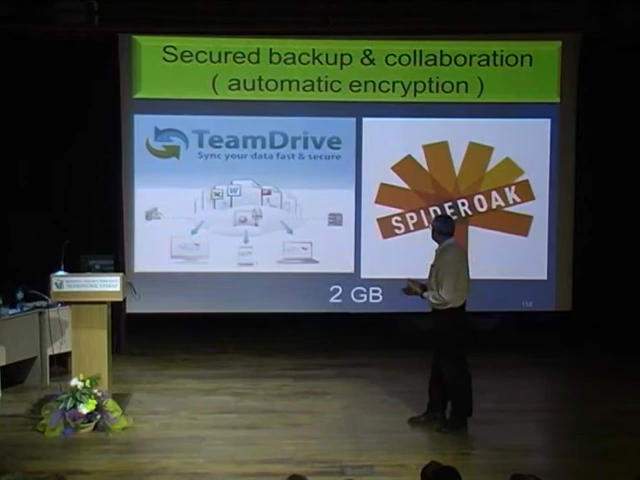 Secured backup & collaboration
( automatic encryption )
TeamDrive
Sync your data fast & secure
SPIDEROAK
2 GB